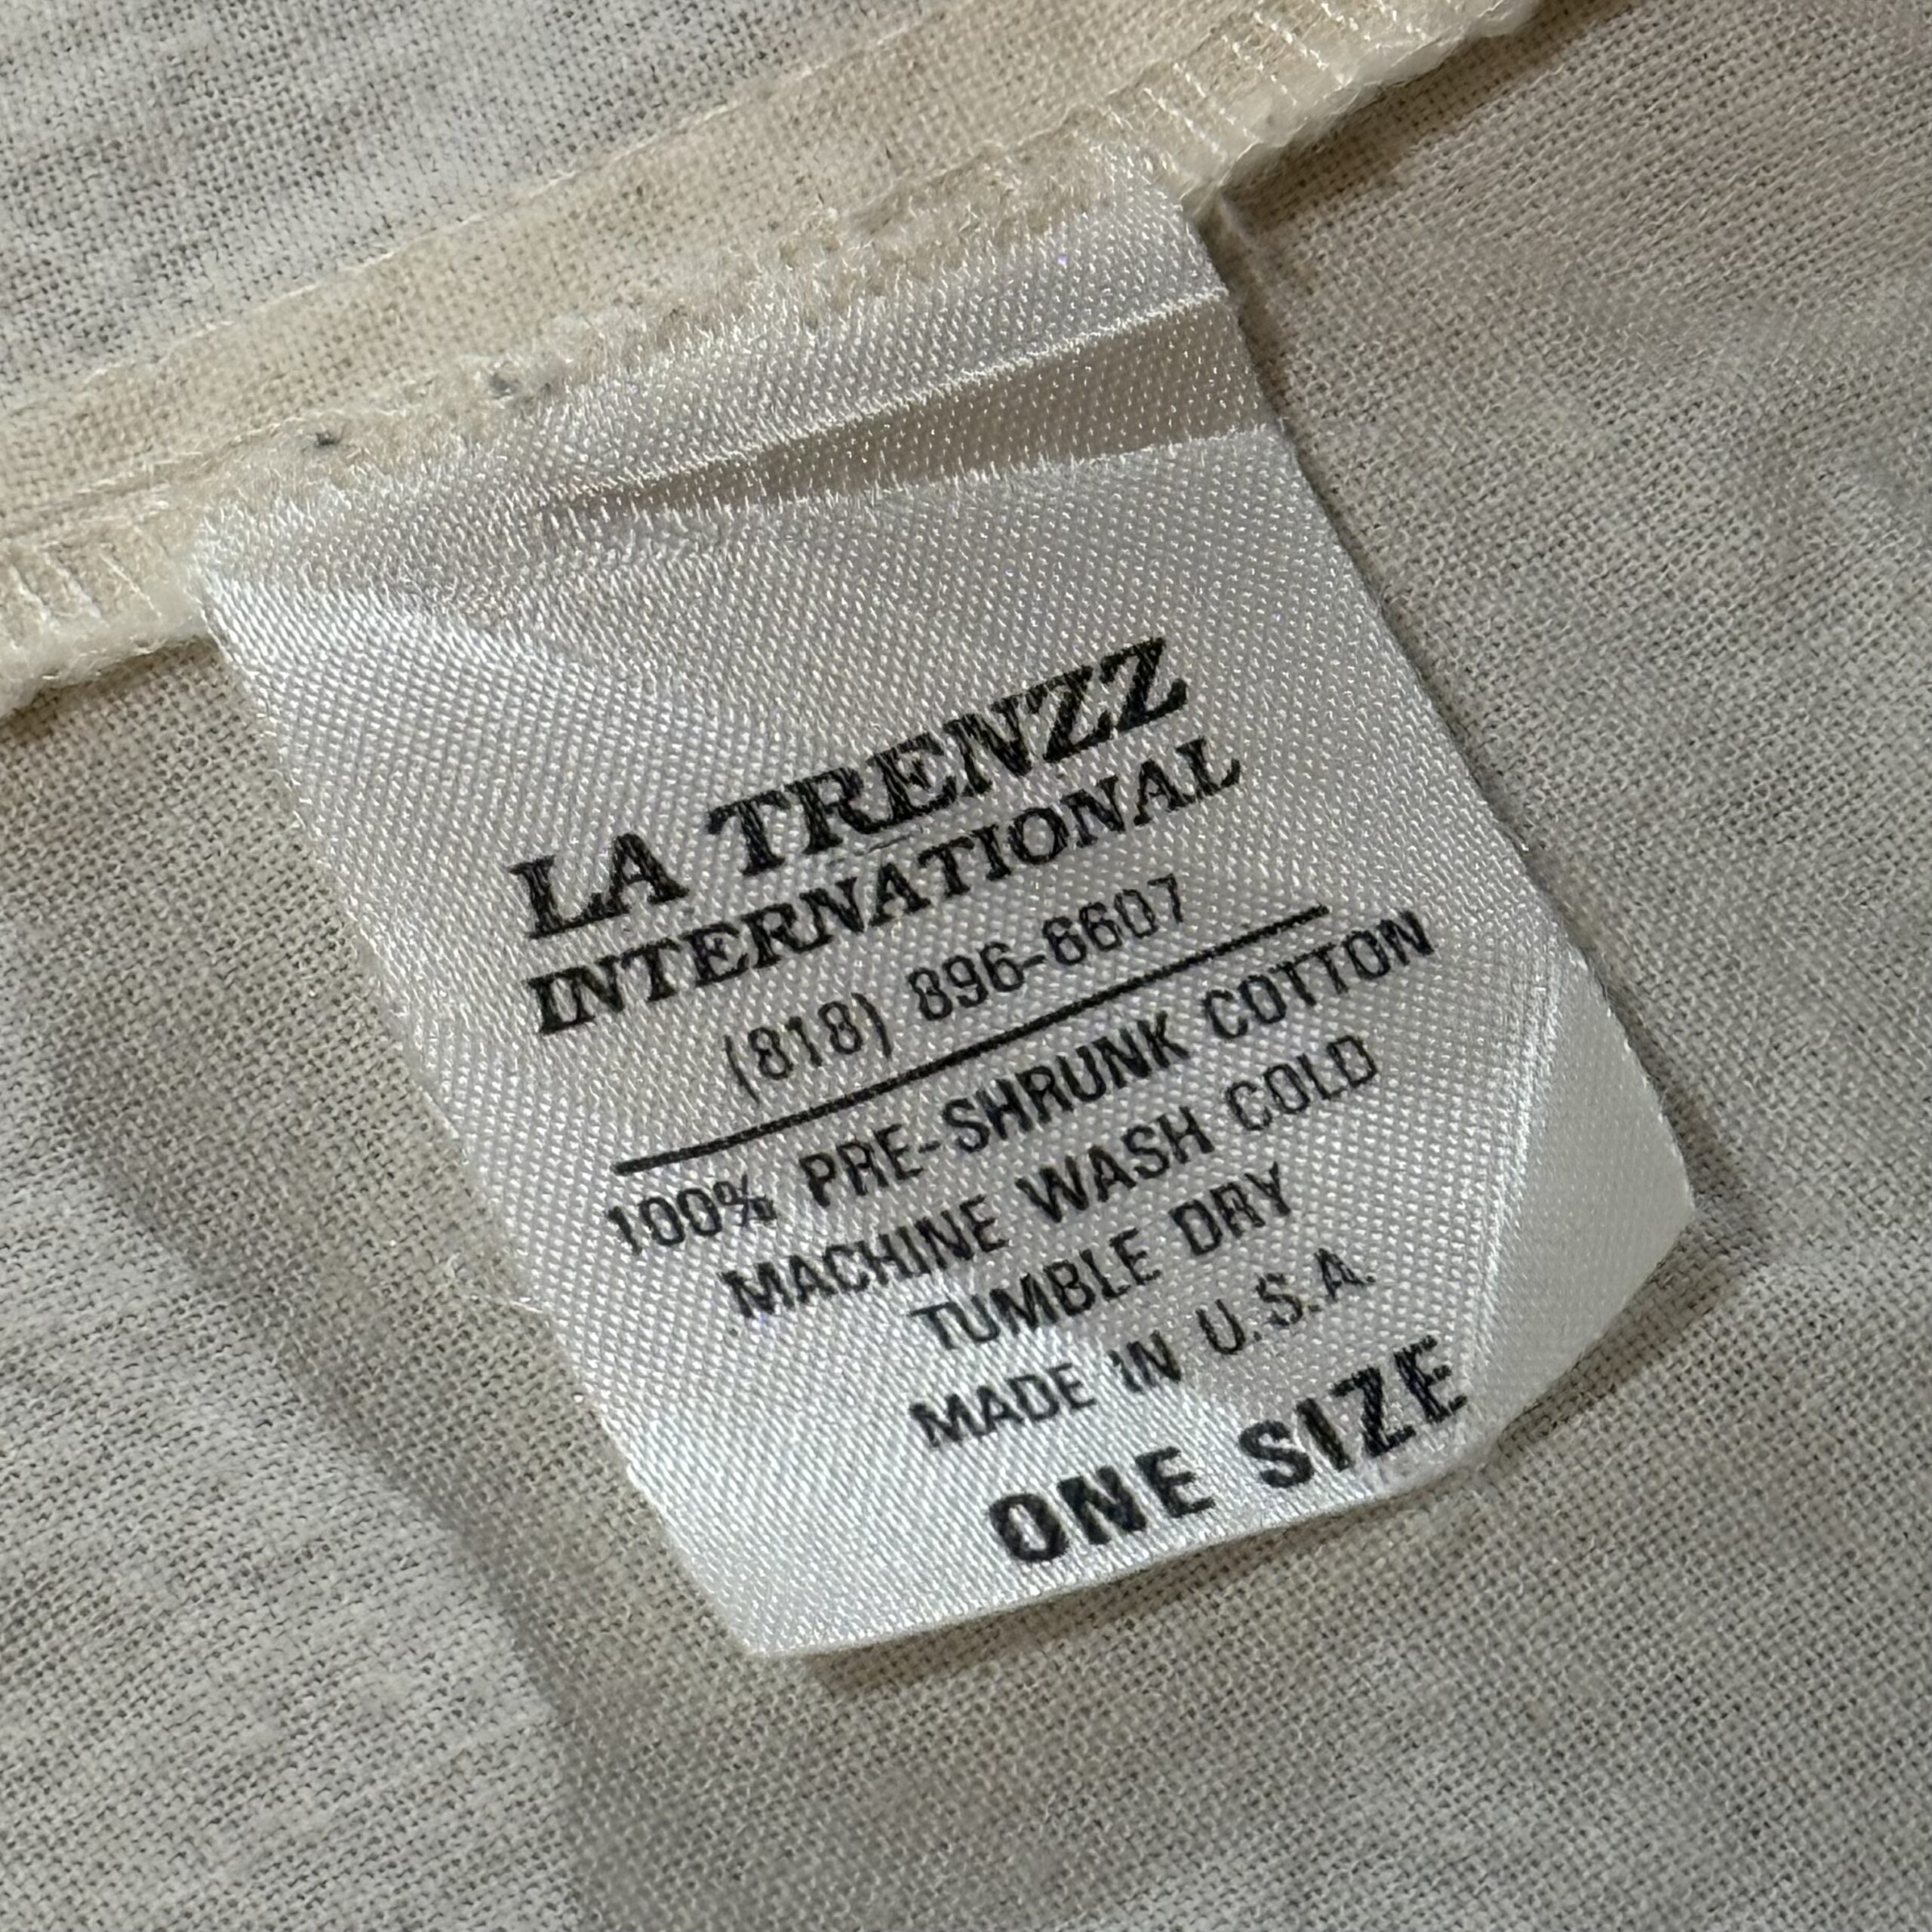 LA TRENZZ
INTERNATIONAL
(818) 896-6607
100% PRE-SHRUNK COTTON
MACHINE WASH COLD
TUMBLE DRY
MADE IN U.S.A.
ONE SIZE